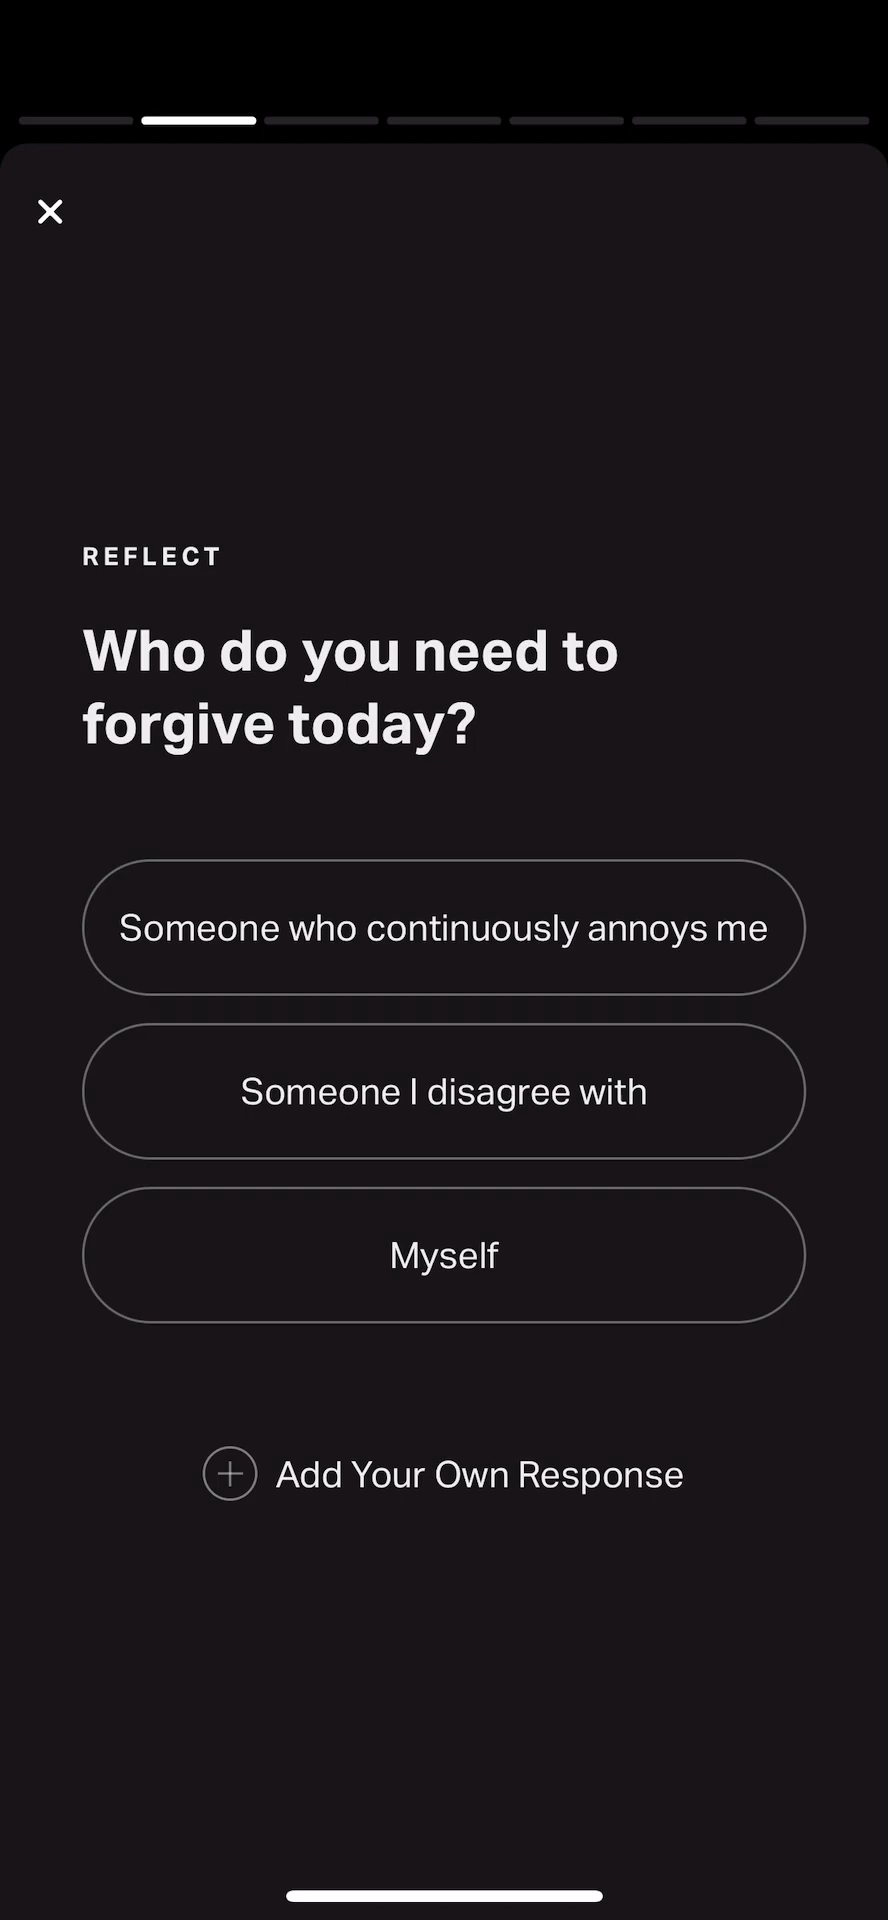 REFLECT
Who do you need to
forgive today?
Someone who continuously annoys me
Someone I disagree with
Myself
Add Your Own Response